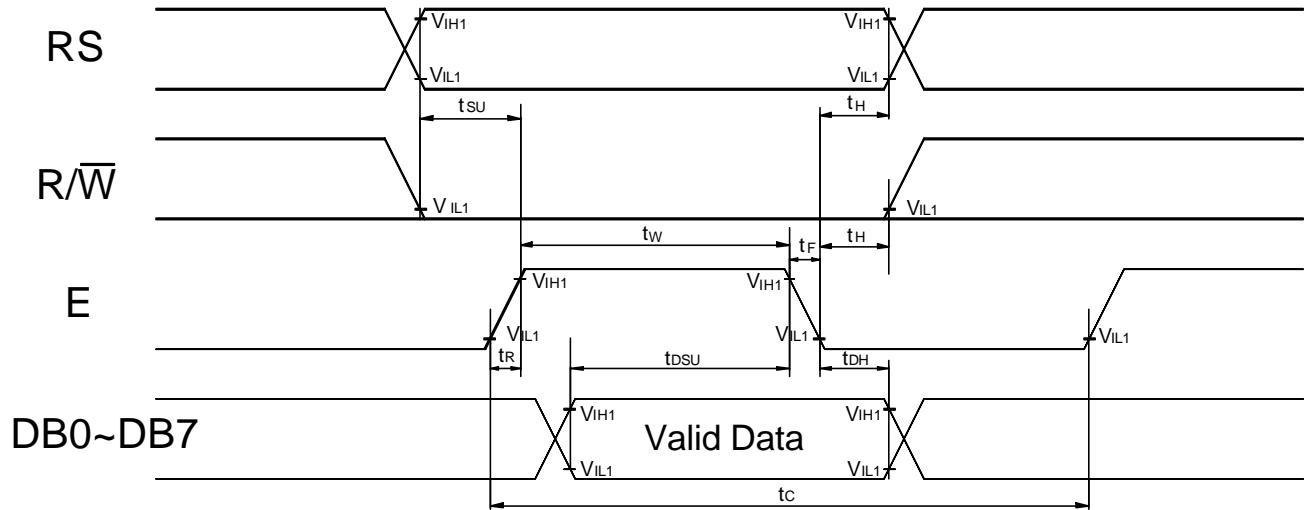 RS
VIH1 VIH1
VIL1 VIL1
tSU tH
R/W̅
VIL1 VIL1
tW tF tH
E
VIH1 VIH1
VIL1 VIL1 VIL1
tR tDSU tDH
DB0~DB7
VIH1 Valid Data VIH1
VIL1 VIL1
tC